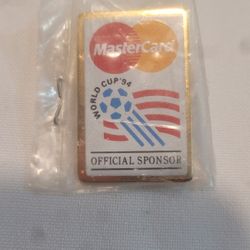 MasterCard
WORLD CUP '94
OFFICIAL SPONSOR